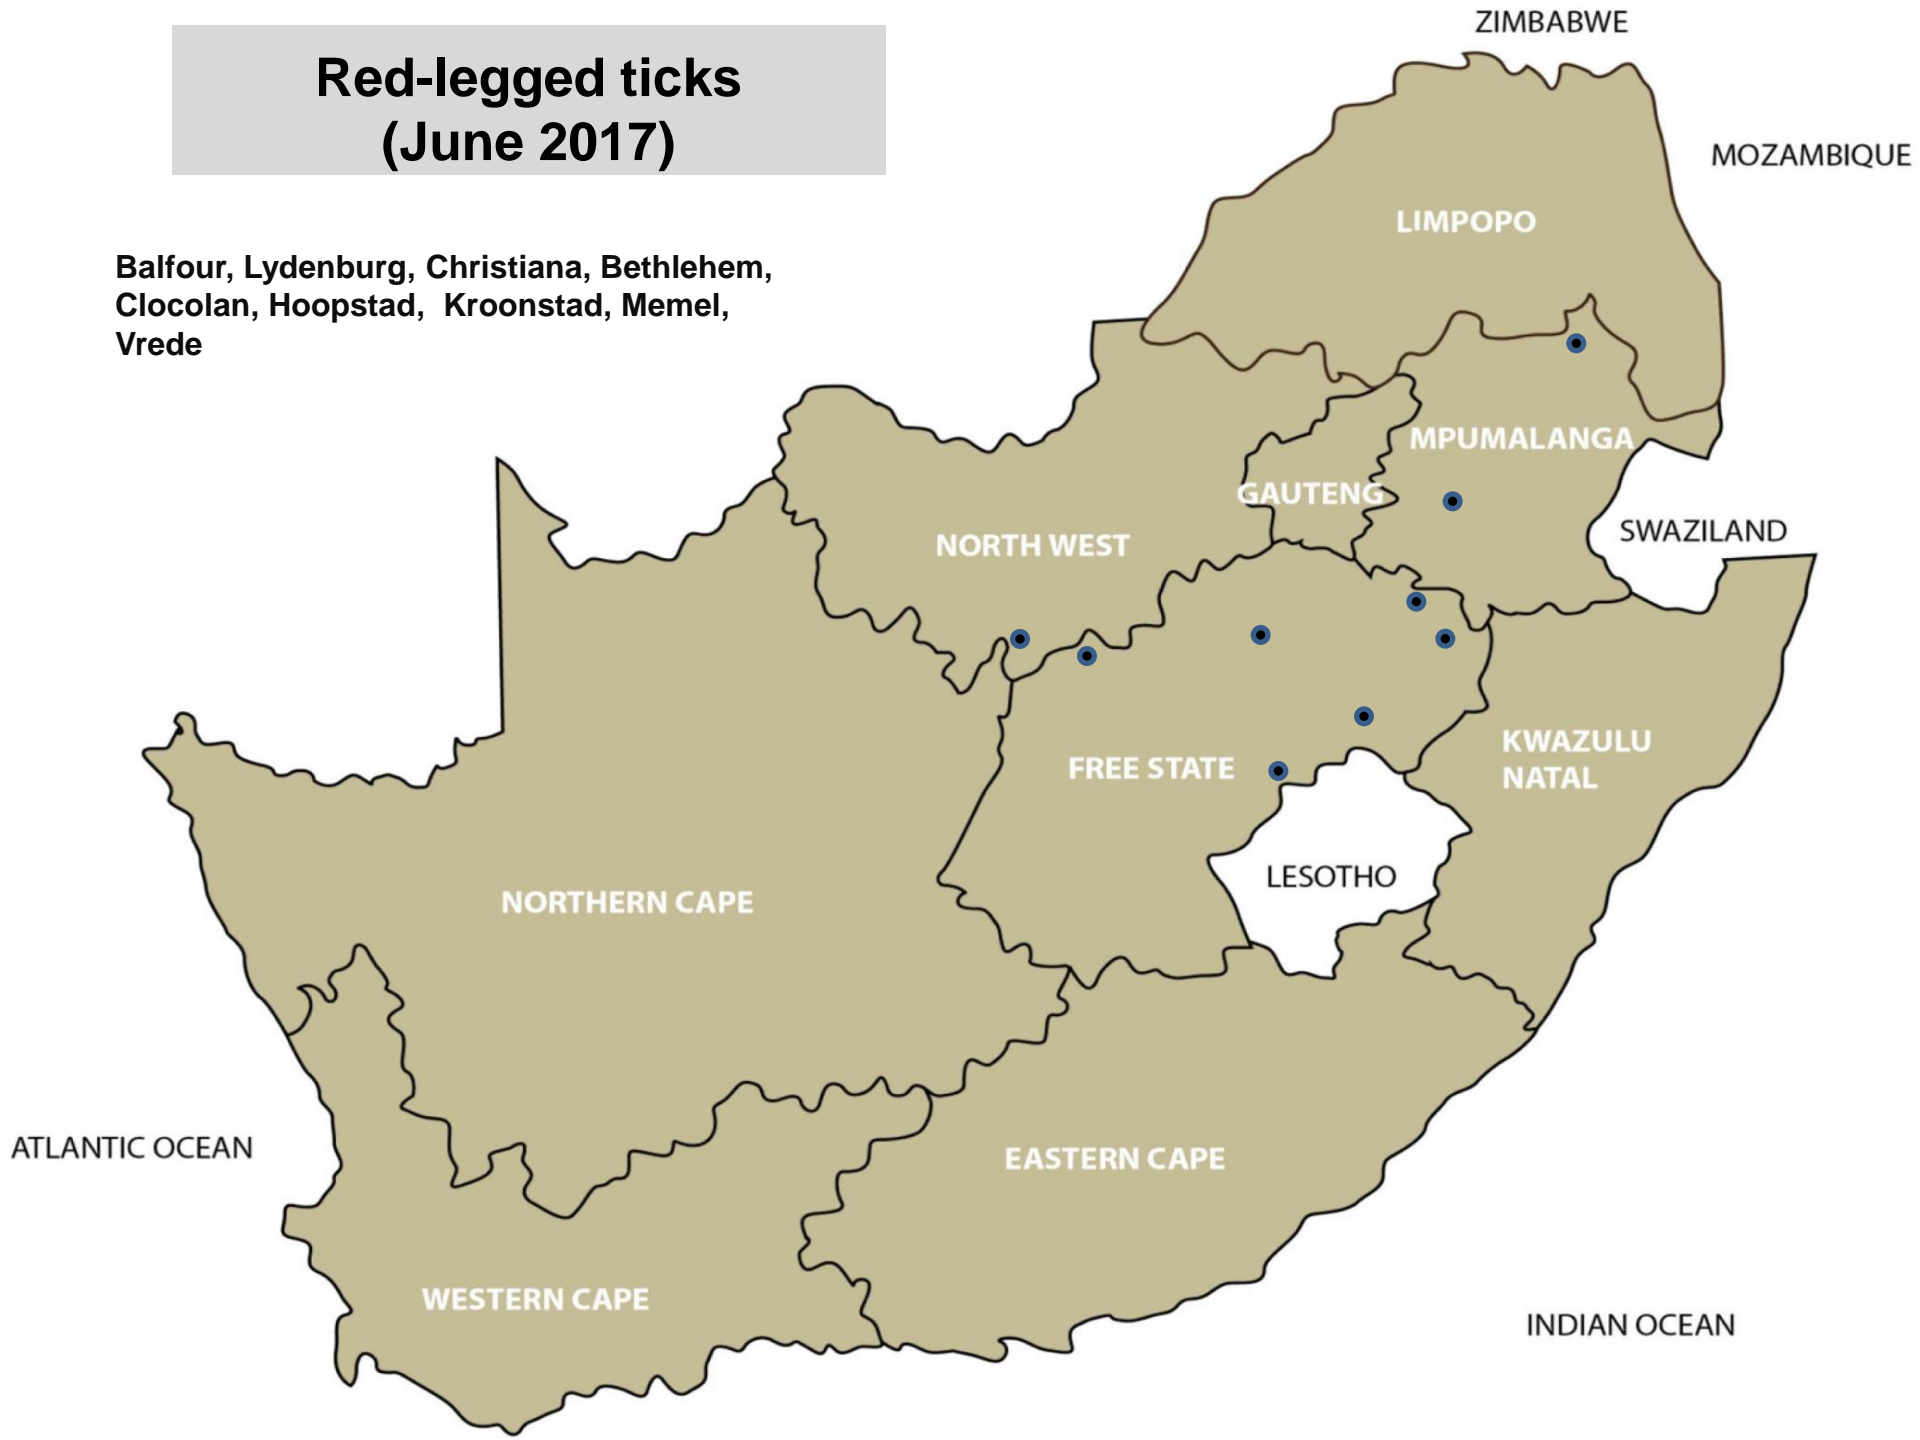 Red-legged ticks
(June 2017)
Balfour, Lydenburg, Christiana, Bethlehem,
Clocolan, Hoopstad,  Kroonstad, Memel,
Vrede
ZIMBABWE
MOZAMBIQUE
LIMPOPO
MPUMALANGA
GAUTENG
SWAZILAND
NORTH WEST
KWAZULU
NATAL
FREE STATE
LESOTHO
NORTHERN CAPE
ATLANTIC OCEAN
EASTERN CAPE
WESTERN CAPE
INDIAN OCEAN